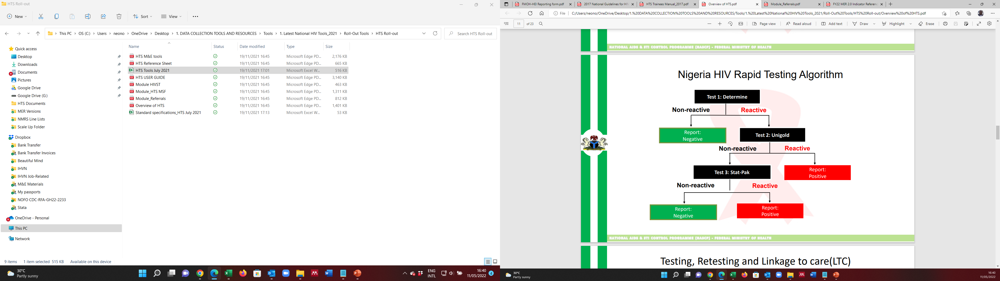 HTS Roll-out
New
Sort
View
This PC > OS (C:) > Users > neono > OneDrive > Desktop > 1. DATA COLLECTION TOOLS AND RESOURCES > Tools > 1. Latest National HIV Tools_2021 > Roll-Out Tools > HTS Roll-out
Search HTS Roll-out
Quick access
Desktop
Downloads
Documents
Pictures
Google Drive
Google Drive (G:)
HTS Documents
MER Versions
NMRS Line Lists
Scale Up Folder
Dropbox
Bank Transfer
Bank Transfer Invoices
Beautiful Mind
IHVN
IHVN Job-Related
M&E Materials
My passports
NOFO CDC-RFA-GH22-2233
Stata
OneDrive - Personal
This PC
Network
Name Status Date modified Type Size
HTS M&E tools 19/11/2021 16:45 Microsoft Edge PD... 2,176 KB
HTS Reference Sheet 19/11/2021 16:45 Microsoft Edge PD... 665 KB
HTS Tools July 2021 19/11/2021 17:01 Microsoft Excel W... 516 KB
HTS USER GUIDE 19/11/2021 16:45 Microsoft Edge PD... 3,140 KB
Module HIVST 19/11/2021 16:45 Microsoft Edge PD... 463 KB
Module_HTS MSF 19/11/2021 16:45 Microsoft Edge PD... 1,311 KB
Module_Referrals 19/11/2021 16:45 Microsoft Edge PD... 812 KB
Overview of HTS 19/11/2021 16:45 Microsoft Edge PD... 1,401 KB
Standard specifications_HTS July 2021 19/11/2021 17:13 Microsoft Excel W... 53 KB
9 items 1 item selected 515 KB Available on this device
30°C
Partly sunny
ENG
INTL
16:40
11/05/2022
4
FMOH-HEI Reporting form.pdf
2017 National Guidelines for HIV
HTS Trainees Manual_2017.pdf
Overview of HTS.pdf
Module_Referrals.pdf
FY22 MER 2.0 Indicator Referenc
File C:/Users/neono/OneDrive/Desktop/1.%20DATA%20COLLECTION%20TOOLS%20AND%20RESOURCES/Tools/1.%20Latest%20National%20HIV%20Tools_2021/Roll-Out%20Tools/HTS%20Roll-out/Overview%20of%20HTS.pdf
11 of 23
Page view
Read aloud
Add text
Draw
Highlight
Erase
NATIONAL AIDS & STI CONTROL PROGRAMME (NASCP) - FEDERAL MINISTRY OF HEALTH
Nigeria HIV Rapid Testing Algorithm
Test 1: Determine
Non-reactive Reactive
Report:
Negative
Test 2: Unigold
Non-reactive Reactive
Test 3: Stat-Pak
Report:
Positive
Non-reactive Reactive
Report:
Negative
Report:
Positive
NATIONAL AIDS & STI CONTROL PROGRAMME (NASCP) - FEDERAL MINISTRY OF HEALTH
Testing, Retesting and Linkage to care(LTC)
30°C
Partly sunny
16:40
11/05/2022